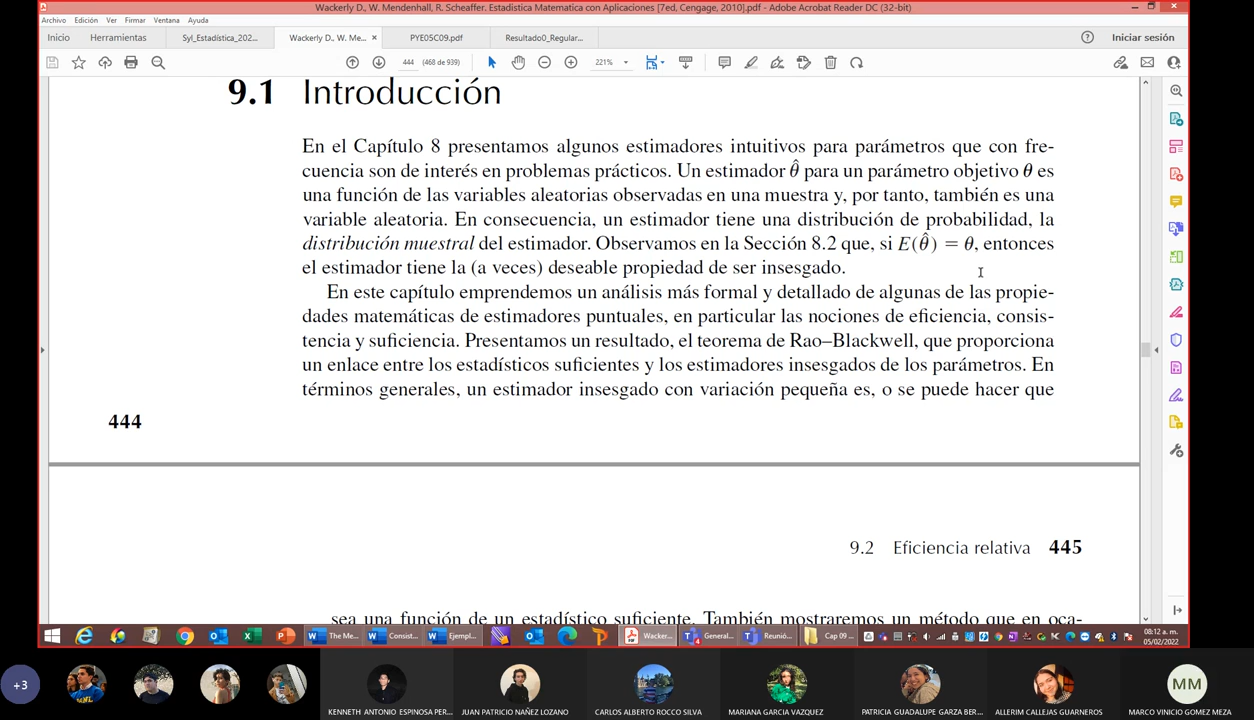 Wackerly D., W. Mendenhall, R. Scheaffer. Estadística Matematica con Aplicaciones [7ed, Cengage, 2010].pdf - Adobe Acrobat Reader DC (32-bit)
Archivo Edición Ver Firmar Ventana Ayuda
Inicio Herramientas Syl_Estadística_202... Wackerly D., W. Me... × PYE05C09.pdf Resultado0_Regular... Iniciar sesión
444 (468 de 939) 221%
9.1 Introducción
En el Capítulo 8 presentamos algunos estimadores intuitivos para parámetros que con fre-
cuencia son de interés en problemas prácticos. Un estimador θ̂ para un parámetro objetivo θ es
una función de las variables aleatorias observadas en una muestra y, por tanto, también es una
variable aleatoria. En consecuencia, un estimador tiene una distribución de probabilidad, la
distribución muestral del estimador. Observamos en la Sección 8.2 que, si E(θ̂) = θ, entonces
el estimador tiene la (a veces) deseable propiedad de ser insesgado.
En este capítulo emprendemos un análisis más formal y detallado de algunas de las propie-
dades matemáticas de estimadores puntuales, en particular las nociones de eficiencia, consis-
tencia y suficiencia. Presentamos un resultado, el teorema de Rao–Blackwell, que proporciona
un enlace entre los estadísticos suficientes y los estimadores insesgados de los parámetros. En
términos generales, un estimador insesgado con variación pequeña es, o se puede hacer que
444
9.2 Eficiencia relativa 445
sea una función de un estadístico suficiente. También mostraremos un método que en oca-
The Me... Consist... Ejempl... Wacker... General... Reunió... Cap 09 ... 08:12 a. m.
05/02/2022
+3 MM
KENNETH ANTONIO ESPINOSA PER... JUAN PATRICIO NAÑEZ LOZANO CARLOS ALBERTO ROCCO SILVA MARIANA GARCIA VAZQUEZ PATRICIA GUADALUPE GARZA BER... ALLERIM CALLEJAS GUARNEROS MARCO VINICIO GOMEZ MEZA